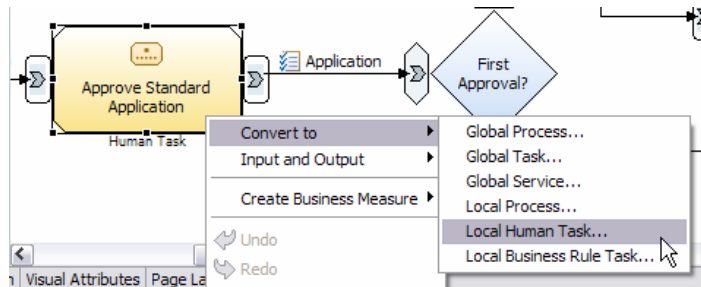 Application
First
Approval?
Approve Standard
Application
Human Task
Convert to
Input and Output
Create Business Measure
Undo
Redo
Global Process...
Global Task...
Global Service...
Local Process...
Local Human Task...
Local Business Rule Task...
Visual Attributes
Page La